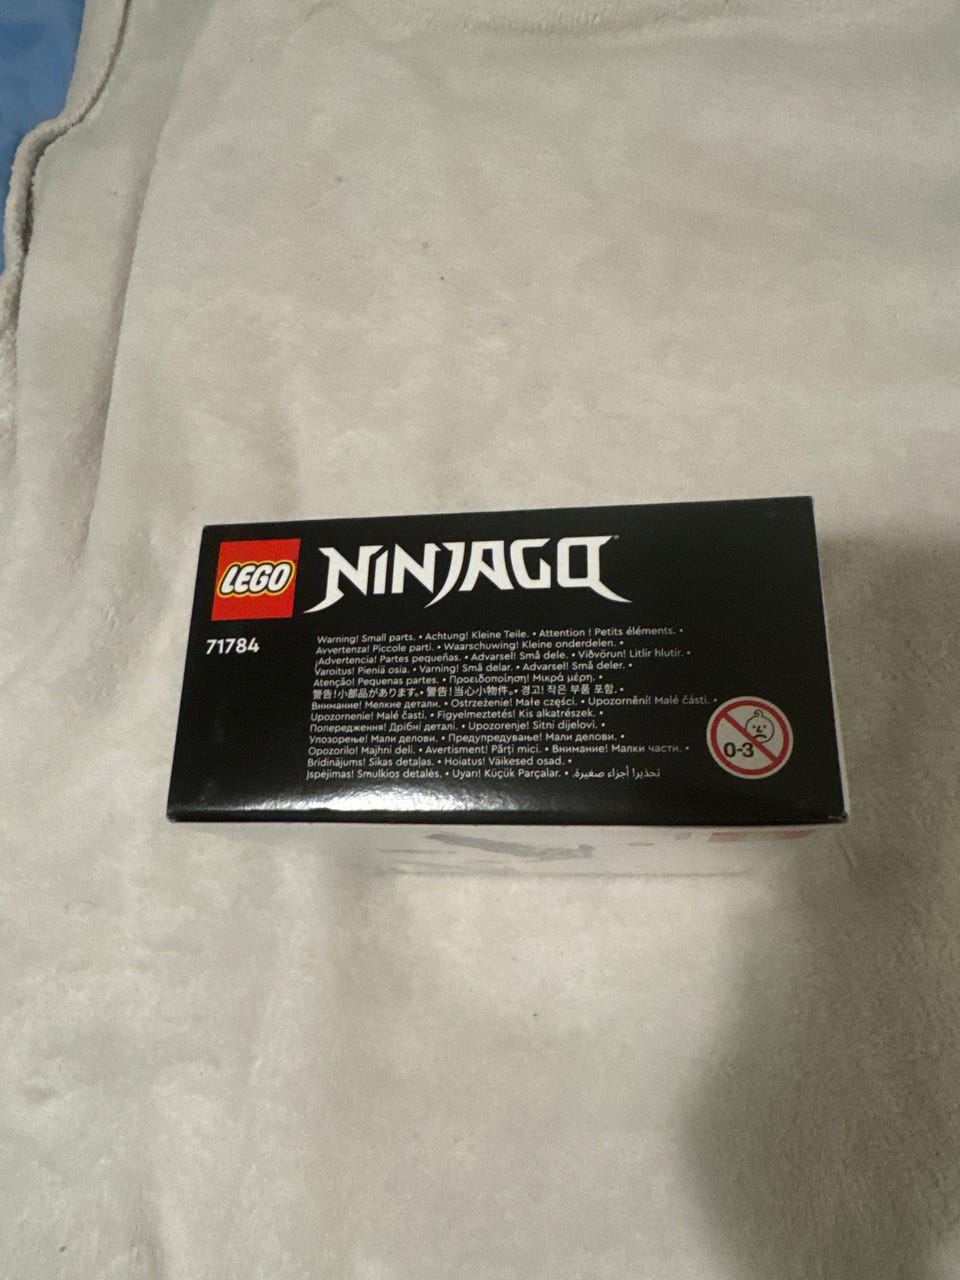 LEGO NINJAGO
71784
Warning! Small parts. • Achtung! Kleine Teile. • Attention ! Petits éléments. •
Avvertenza! Piccole parti. • Waarschuwing! Kleine onderdelen. •
¡Advertencia! Partes pequeñas. • Advarsel! Små dele. • Viðvörun! Litlir hlutir. •
Varoitus! Pieniä osia. • Varning! Små delar. • Advarsel! Små deler. •
Atenção! Pequenas partes. • Προειδοποίηση! Μικρά μέρη. •
警告!小部品があります。• 警告!当心小物件。• 경고! 작은 부품 포함. •
Внимание! Мелкие детали. • Ostrzeżenie! Małe części. • Upozornění! Malé části. •
Upozornenie! Malé časti. • Figyelmeztetés! Kis alkatrészek. •
Попередження! Дрібні деталі. • Upozorenje! Sitni dijelovi. •
Упозорење! Мали делови. • Предупредување! Мали делови. •
Opozorilo! Majhni deli. • Avertisment! Părți mici. • Внимание! Малки части. •
Brīdinājums! Sīkas detaļas. • Hoiatus! Väikesed osad. •
Įspėjimas! Smulkios detalės. • Uyarı! Küçük Parçalar. • تحذير! أجزاء صغيرة.
0-3